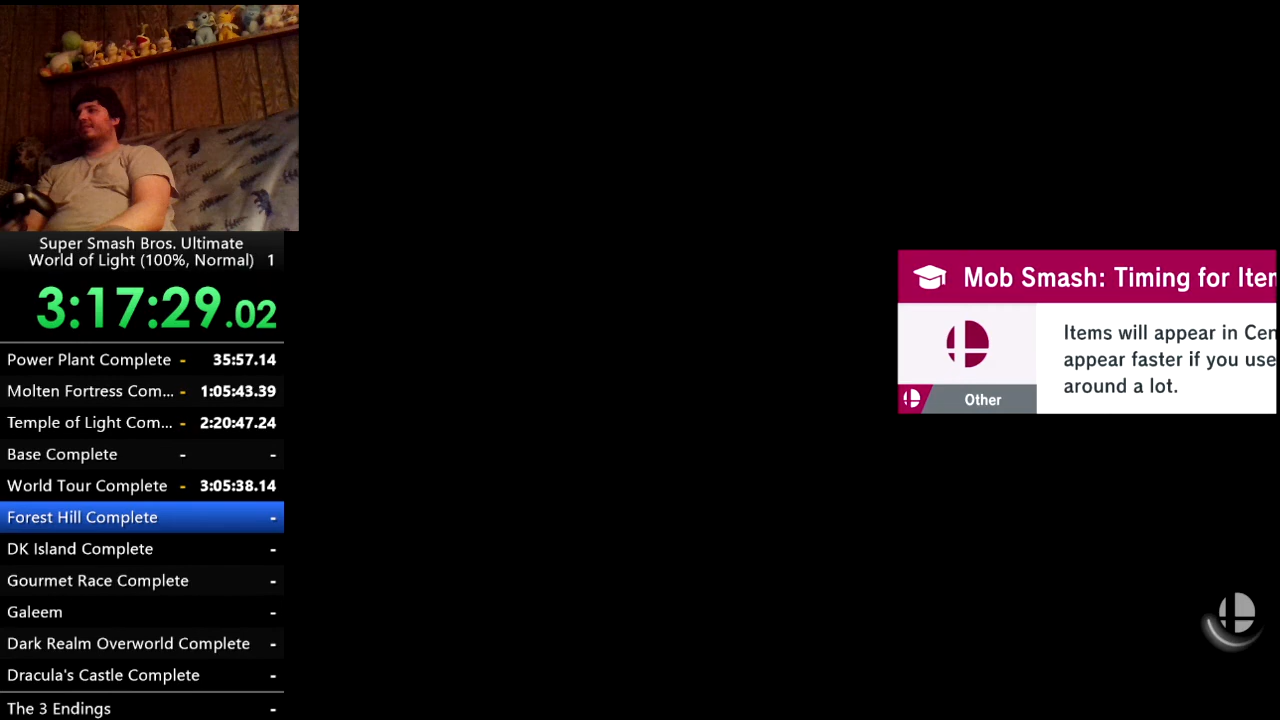 Super Smash Bros. Ultimate
World of Light (100%, Normal) 1
3:17:29.02
Power Plant Complete - 35:57.14
Molten Fortress Com... - 1:05:43.39
Temple of Light Com... - 2:20:47.24
Base Complete - -
World Tour Complete - 3:05:38.14
Forest Hill Complete -
DK Island Complete -
Gourmet Race Complete -
Galeem -
Dark Realm Overworld Complete -
Dracula's Castle Complete -
The 3 Endings -
Mob Smash: Timing for Iter
Items will appear in Cen
appear faster if you use
around a lot.
Other